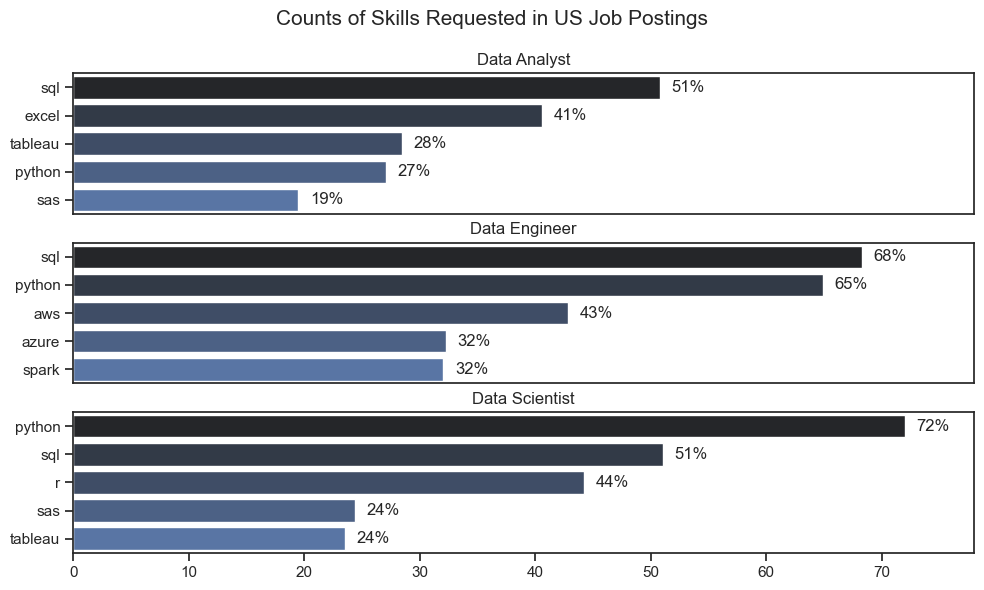 Counts of Skills Requested in US Job Postings
Data Analyst
sql 51%
excel 41%
tableau 28%
python 27%
sas 19%
Data Engineer
sql 68%
python 65%
aws 43%
azure 32%
spark 32%
Data Scientist
python 72%
sql 51%
r 44%
sas 24%
tableau 24%
0 10 20 30 40 50 60 70